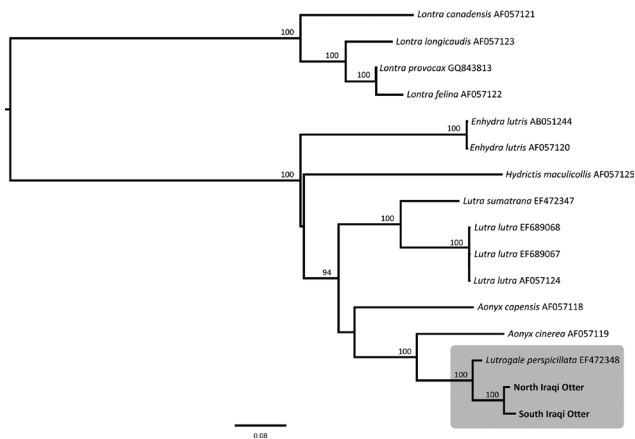 100
Lontra canadensis AF057121
Lontra longicaudis AF057123
100
Lontra provocax GQ843813
100
Lontra felina AF057122
Enhydra lutris AB051244
100
Enhydra lutris AF057120
100
Hydrictis maculicollis AF057125
Lutra sumatrana EF472347
100
Lutra lutra EF689068
100
Lutra lutra EF689067
94
Lutra lutra AF057124
Aonyx capensis AF057118
Aonyx cinerea AF057119
100
Lutrogale perspicillata EF472348
100
North Iraqi Otter
100
South Iraqi Otter
0.08